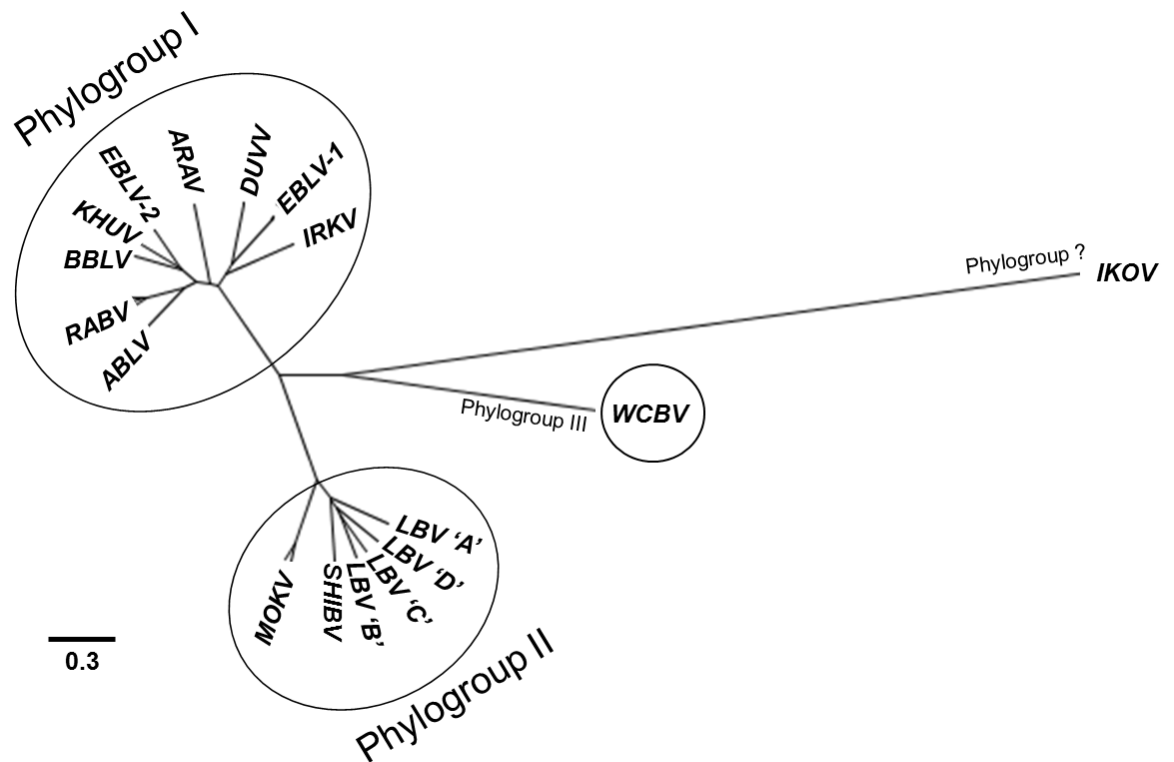 Phylogroup I
ARAV
DUVV
EBLV-2
EBLV-1
KHUV
IRKV
BBLV
RABV
ABLV
Phylogroup ?
IKOV
Phylogroup III
WCBV
LBV ‘A’
LBV ‘D’
LBV ‘C’
LBV ‘B’
SHIBV
MOKV
0.3
Phylogroup II